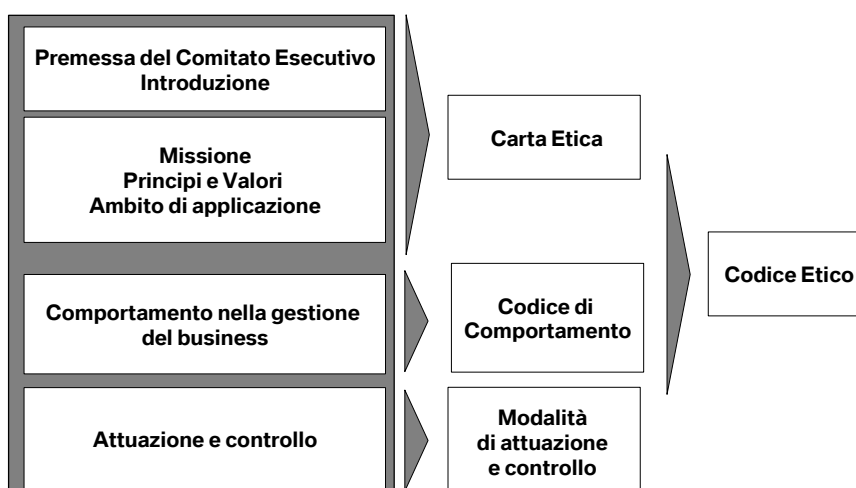 Premessa del Comitato Esecutivo
Introduzione
Missione
Principi e Valori
Ambito di applicazione
Carta Etica
Comportamento nella gestione
del business
Codice di
Comportamento
Codice Etico
Attuazione e controllo
Modalità
di attuazione
e controllo